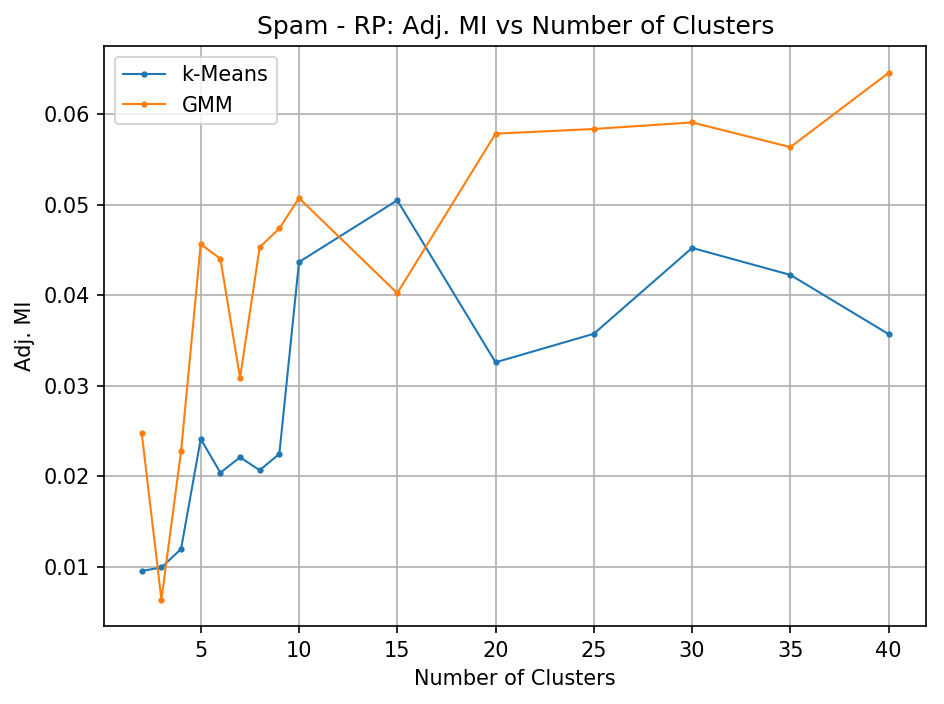 Spam - RP: Adj. MI vs Number of Clusters
k-Means
GMM
Adj. MI
0.06
0.05
0.04
0.03
0.02
0.01
5 10 15 20 25 30 35 40
Number of Clusters